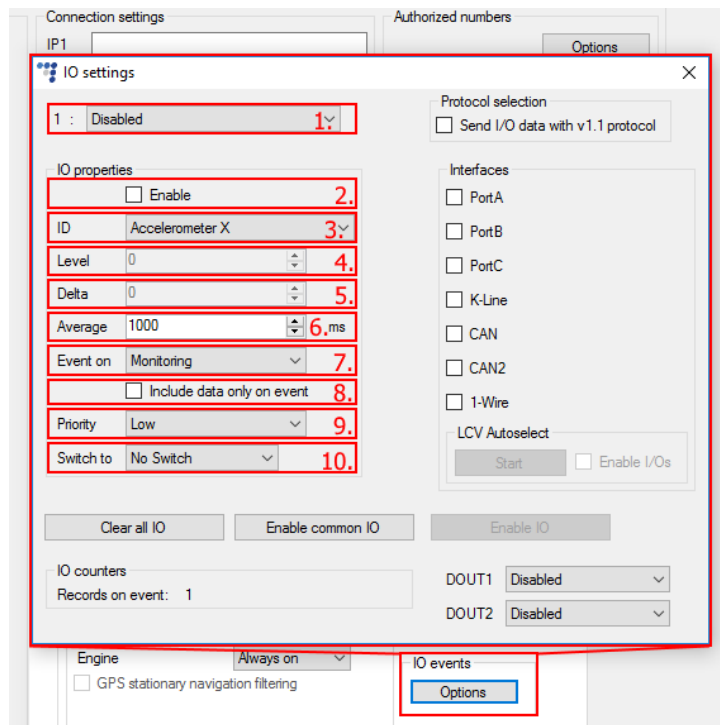 Connection settings
Authorized numbers
IP1
Options
IO settings
1 : Disabled 1.
Protocol selection
Send I/O data with v1.1 protocol
IO properties
Enable 2.
ID Accelerometer X 3.
Level 0 4.
Delta 0 5.
Average 1000 6. ms
Event on Monitoring 7.
Include data only on event 8.
Priority Low 9.
Switch to No Switch 10.
Interfaces
PortA
PortB
PortC
K-Line
CAN
CAN2
1-Wire
LCV Autoselect
Start Enable I/Os
Clear all IO Enable common IO Enable IO
IO counters
Records on event: 1
DOUT1 Disabled
DOUT2 Disabled
Engine Always on
GPS stationary navigation filtering
IO events
Options